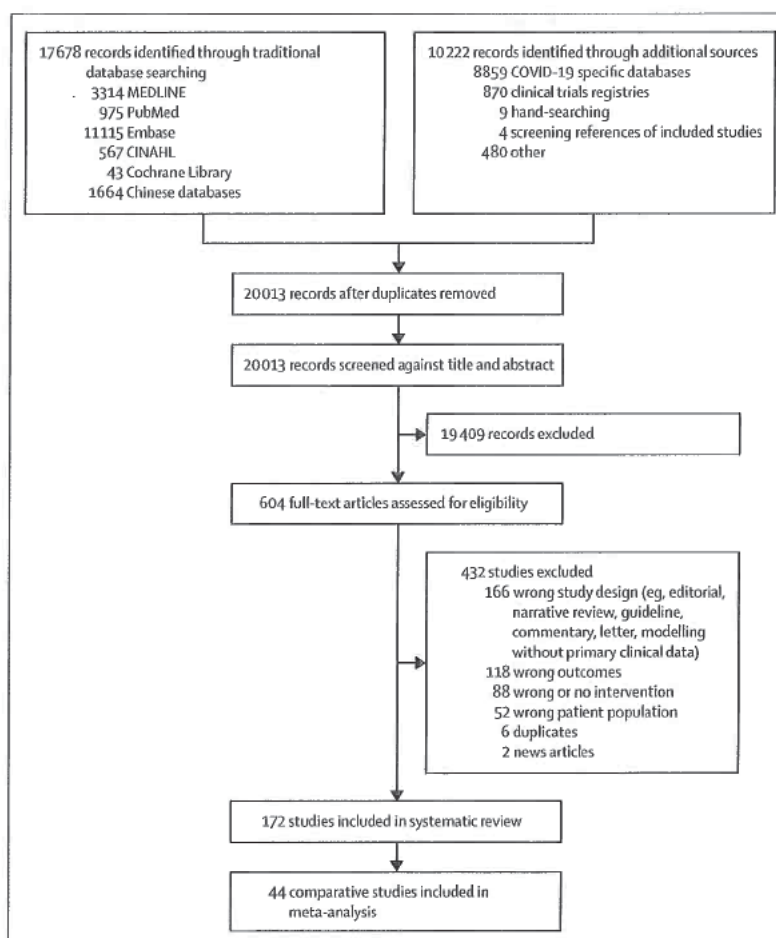 17678 records identified through traditional
database searching
3314 MEDLINE
975 PubMed
11115 Embase
567 CINAHL
43 Cochrane Library
1664 Chinese databases
10222 records identified through additional sources
8859 COVID-19 specific databases
870 clinical trials registries
9 hand-searching
4 screening references of included studies
480 other
20013 records after duplicates removed
20013 records screened against title and abstract
19409 records excluded
604 full-text articles assessed for eligibility
432 studies excluded
166 wrong study design (eg, editorial,
narrative review, guideline,
commentary, letter, modelling
without primary clinical data)
118 wrong outcomes
88 wrong or no intervention
52 wrong patient population
6 duplicates
2 news articles
172 studies included in systematic review
44 comparative studies included in
meta-analysis